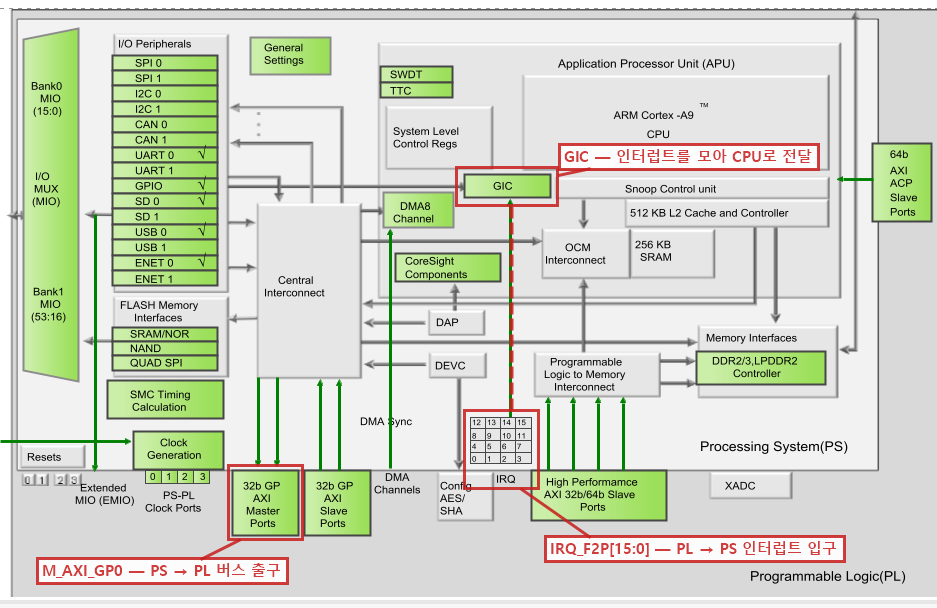 I/O Peripherals
SPI 0
SPI 1
I2C 0
I2C 1
CAN 0
CAN 1
UART 0 √
UART 1
GPIO √
SD 0 √
SD 1
USB 0 √
USB 1
ENET 0 √
ENET 1
Bank0
MIO
(15:0)
I/O
MUX
(MIO)
Bank1
MIO
(53:16)
FLASH Memory
Interfaces
SRAM/NOR
NAND
QUAD SPI
SMC Timing
Calculation
General
Settings
Application Processor Unit (APU)
SWDT
TTC
System Level
Control Regs
ARM Cortex -A9 TM
CPU
GIC — 인터럽트를 모아 CPU로 전달
GIC
Snoop Control unit
512 KB L2 Cache and Controller
DMA8
Channel
OCM
Interconnect
256 KB
SRAM
CoreSight
Components
Central
Interconnect
DAP
DEVC
Programmable
Logic to Memory
Interconnect
Memory Interfaces
DDR2/3,LPDDR2
Controller
64b
AXI
ACP
Slave
Ports
DMA Sync
12 13 14 15
8 9 10 11
4 5 6 7
0 1 2 3
IRQ
Processing System(PS)
Resets
0 1 2 3
Clock
Generation
0 1 2 3
Extended
MIO (EMIO)
PS-PL
Clock Ports
32b GP
AXI
Master
Ports
32b GP
AXI
Slave
Ports
DMA
Channels
Config
AES/
SHA
High Performamce
AXI 32b/64b Slave
Ports
XADC
M_AXI_GP0 — PS → PL 버스 출구
IRQ_F2P[15:0] — PL → PS 인터럽트 입구
Programmable Logic(PL)